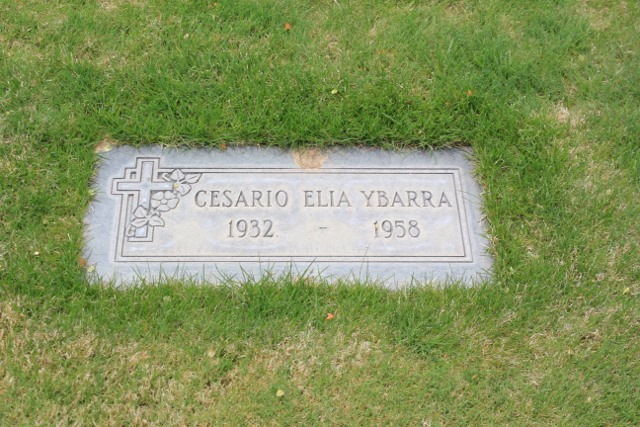 CESARIO ELIA YBARRA
1932 - 1958